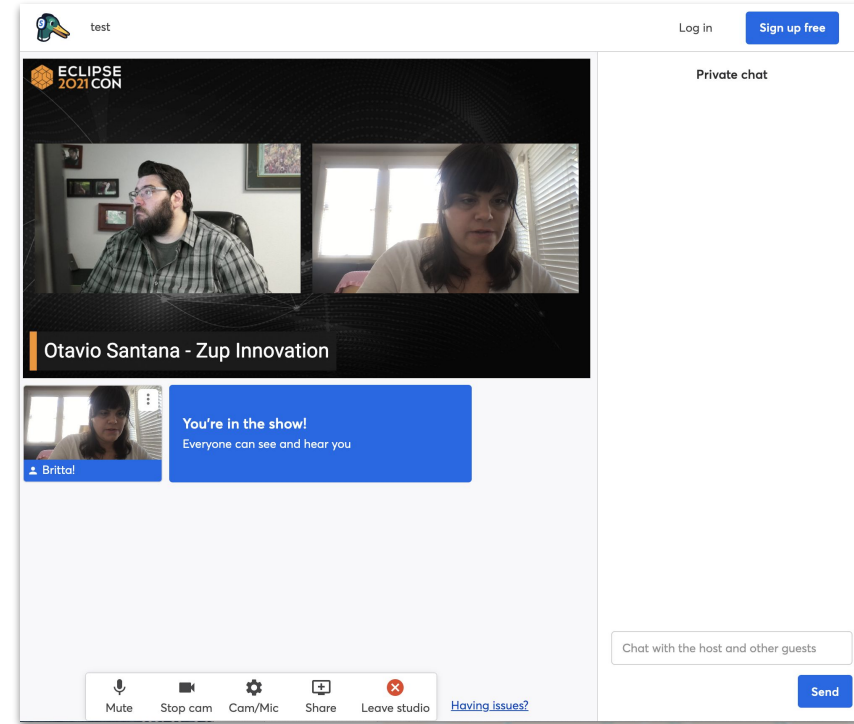 test
Log in
Sign up free
ECLIPSE
2021 CON
Private chat
Otavio Santana - Zup Innovation
You're in the show!
Everyone can see and hear you
Britta!
Chat with the host and other guests
Send
Mute
Stop cam
Cam/Mic
Share
Leave studio
Having issues?